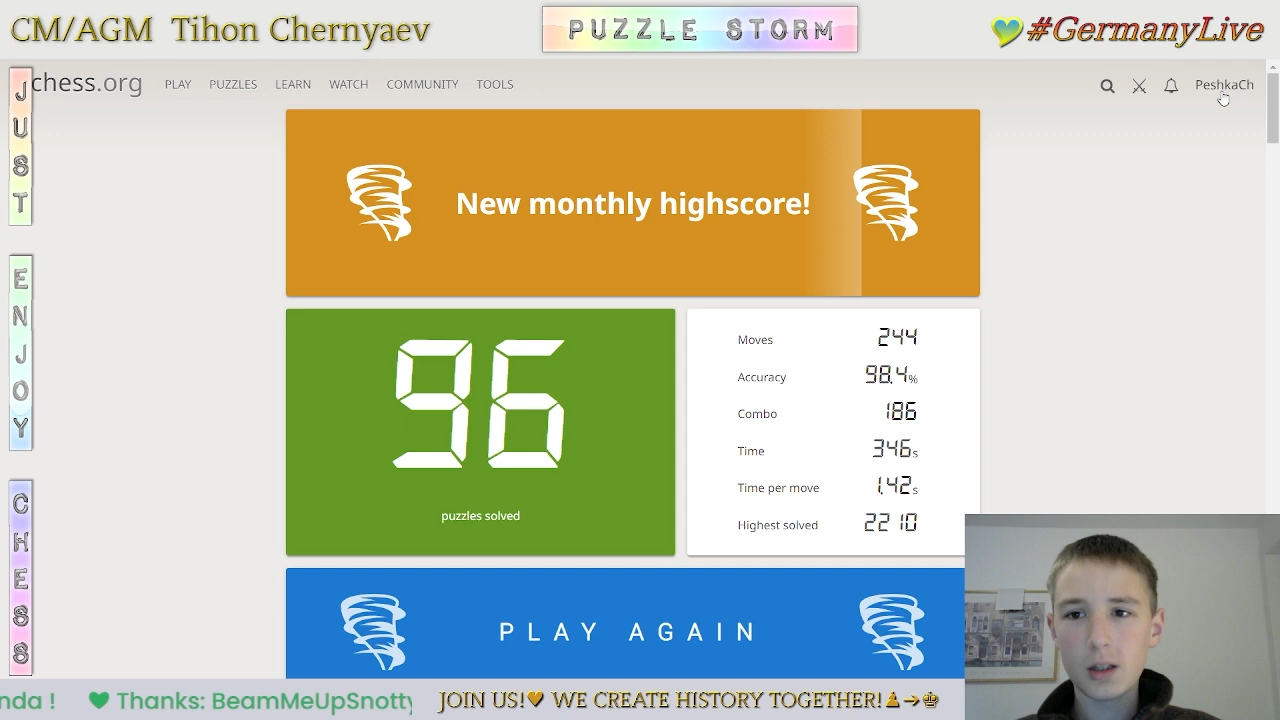 CM/AGM Tihon Chernyaev
PUZZLE STORM
💚#GermanyLive
chess.org
PLAY
PUZZLES
LEARN
WATCH
COMMUNITY
TOOLS
PeshkaCh
JUST
ENJOY
CHESS
New monthly highscore!
96
puzzles solved
Moves 244
Accuracy 98.4%
Combo 186
Time 346s
Time per move 1.42s
Highest solved 2210
PLAY AGAIN
nda !
💚 Thanks: BeamMeUpSnotty
JOIN US!🧡 WE CREATE HISTORY TOGETHER!♟→♚